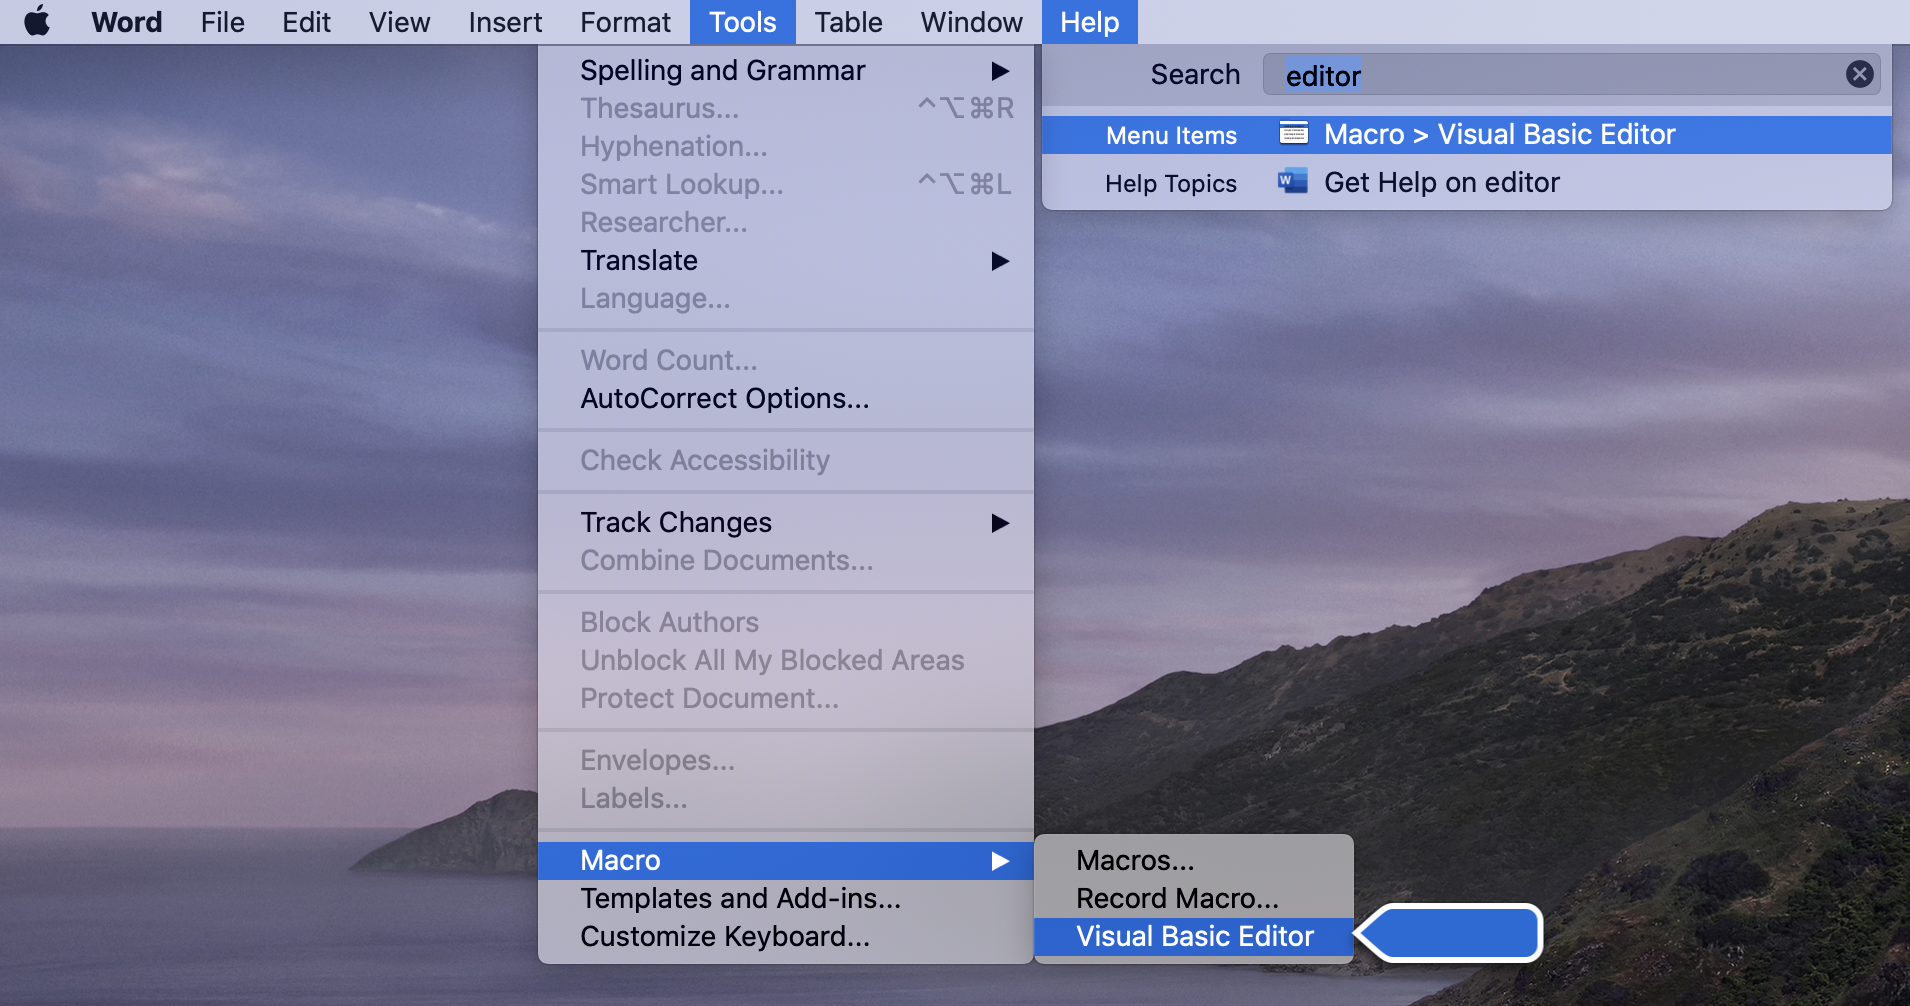 Word File Edit View Insert Format Tools Table Window Help
Spelling and Grammar
Thesaurus... ^⌥⌘R
Hyphenation...
Smart Lookup... ^⌥⌘L
Researcher...
Translate
Language...
Word Count...
AutoCorrect Options...
Check Accessibility
Track Changes
Combine Documents...
Block Authors
Unblock All My Blocked Areas
Protect Document...
Envelopes...
Labels...
Macro
Templates and Add-ins...
Customize Keyboard...
Macros...
Record Macro...
Visual Basic Editor
Search editor
Menu Items Macro > Visual Basic Editor
Help Topics W Get Help on editor